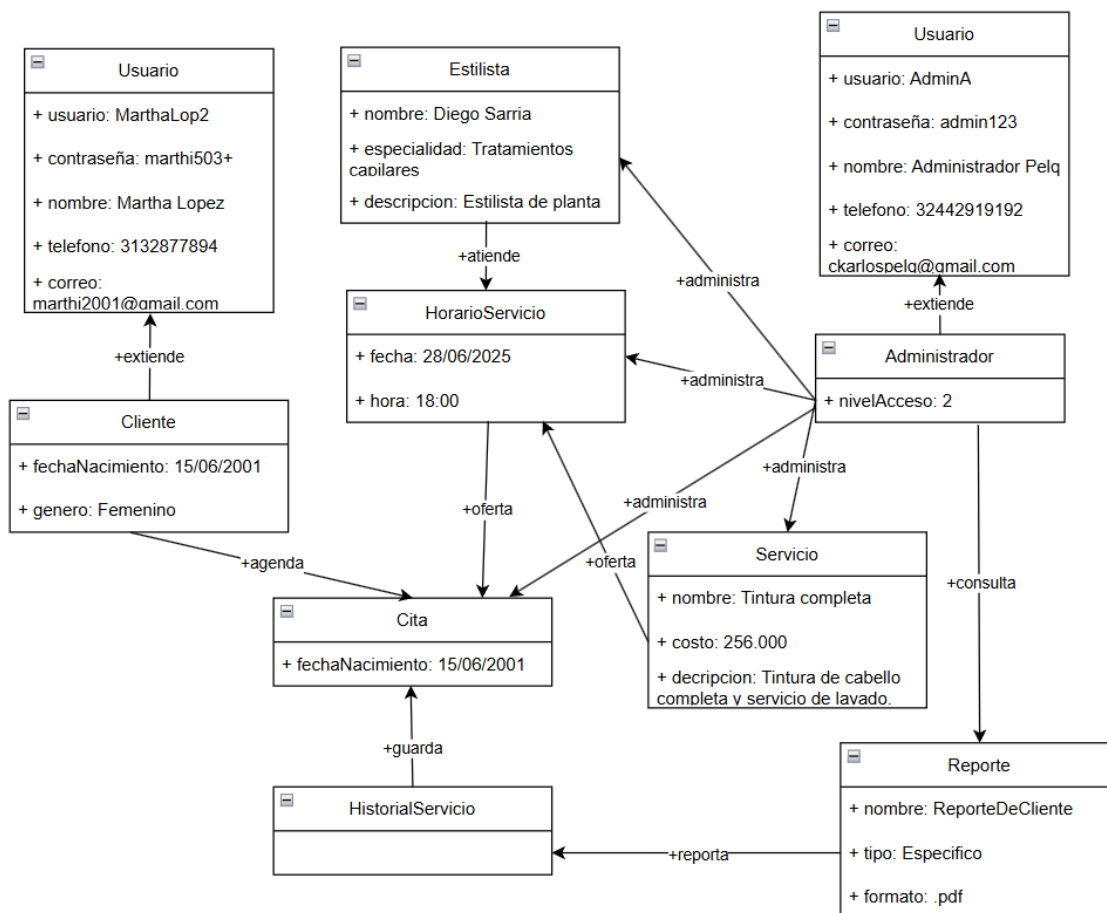 Usuario
+ usuario: MarthaLop2
+ contraseña: marthi503+
+ nombre: Martha Lopez
+ telefono: 3132877894
+ correo:
marthi2001@gmail.com
Estilista
+ nombre: Diego Sarria
+ especialidad: Tratamientos
capilares
+ descripcion: Estilista de planta
Usuario
+ usuario: AdminA
+ contraseña: admin123
+ nombre: Administrador Pelq
+ telefono: 32442919192
+ correo:
ckarlospelq@gmail.com
+atiende
+administra
+extiende
+extiende
HorarioServicio
+ fecha: 28/06/2025
+ hora: 18:00
+administra
Administrador
+ nivelAcceso: 2
Cliente
+ fechaNacimiento: 15/06/2001
+ genero: Femenino
+administra
+administra
+oferta
+oferta
+agenda
Servicio
+ nombre: Tintura completa
+ costo: 256.000
+ decripcion: Tintura de cabello
completa y servicio de lavado.
+consulta
Cita
+ fechaNacimiento: 15/06/2001
+guarda
HistorialServicio
+reporta
Reporte
+ nombre: ReporteDeCliente
+ tipo: Especifico
+ formato: .pdf